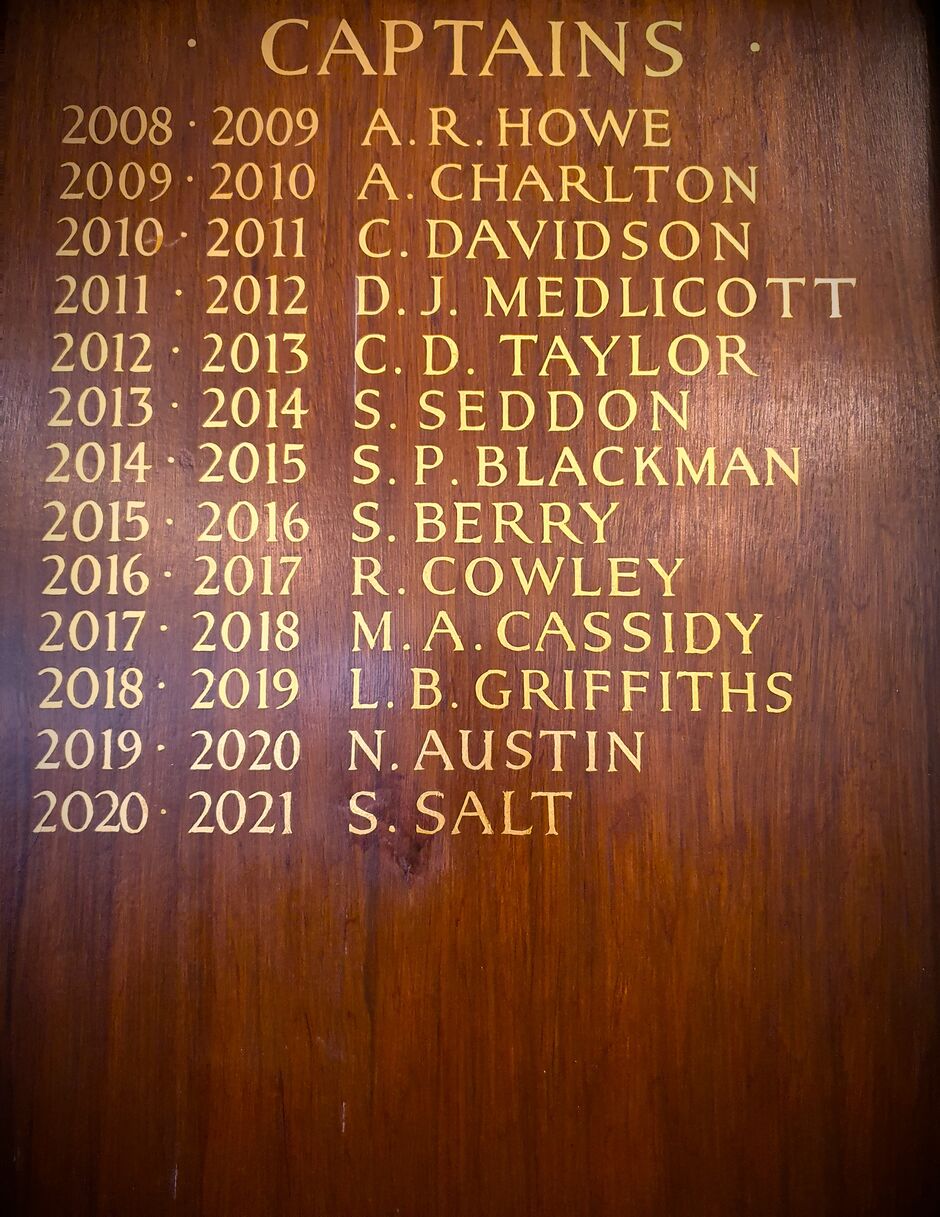 · CAPTAINS ·
2008 · 2009 A. R. HOWE
2009 · 2010 A. CHARLTON
2010 · 2011 C. DAVIDSON
2011 · 2012 D. J. MEDLICOTT
2012 · 2013 C. D. TAYLOR
2013 · 2014 S. SEDDON
2014 · 2015 S. P. BLACKMAN
2015 · 2016 S. BERRY
2016 · 2017 R. COWLEY
2017 · 2018 M. A. CASSIDY
2018 · 2019 L. B. GRIFFITHS
2019 · 2020 N. AUSTIN
2020 · 2021 S. SALT